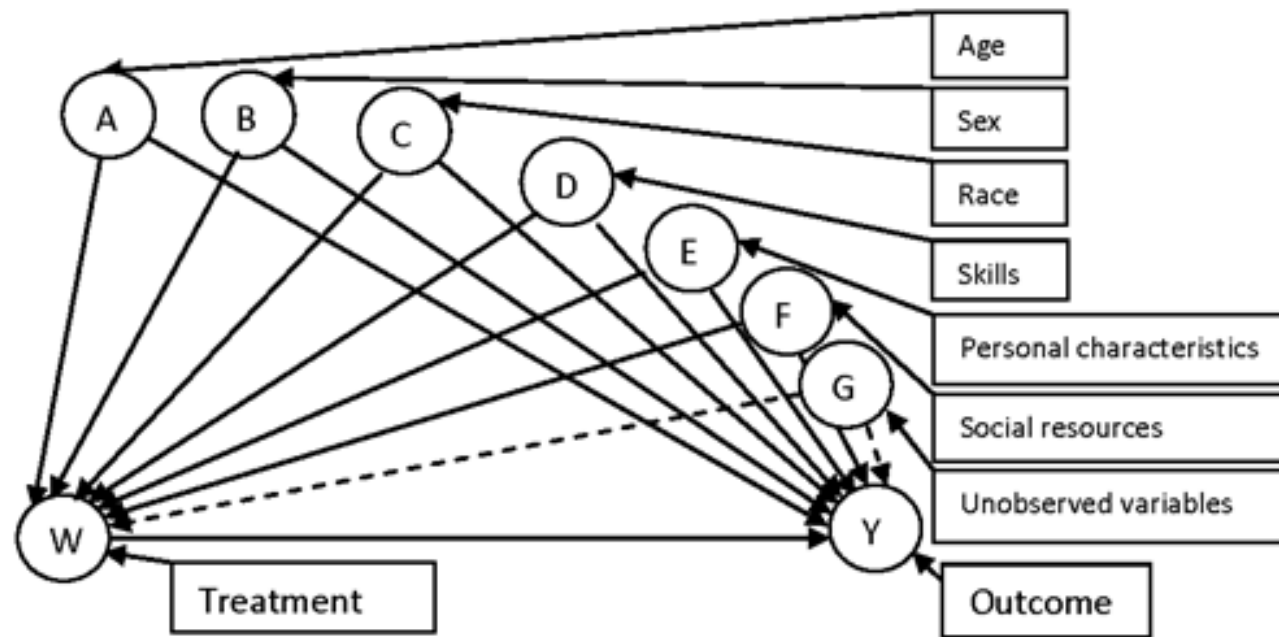 Age
A
B
C
Sex
D
Race
E
Skills
F
Personal characteristics
G
Social resources
Unobserved variables
W
Y
Treatment
Outcome